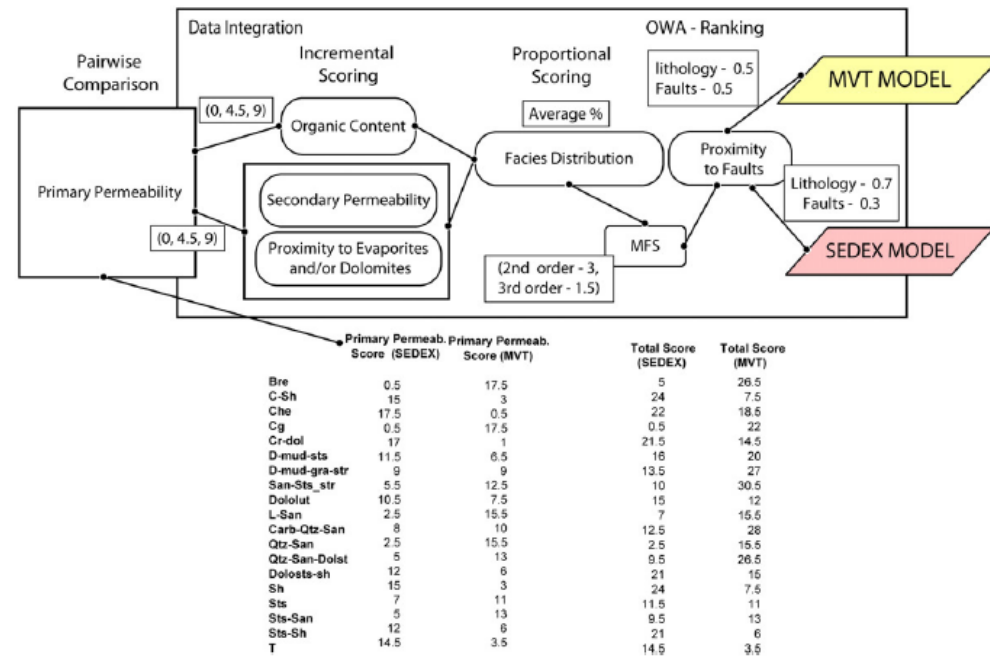 Data Integration
OWA - Ranking
Pairwise
Comparison
Incremental
Scoring
Proportional
Scoring
lithology - 0.5
Faults - 0.5
MVT MODEL
(0, 4.5, 9)
Average %
Organic Content
Primary Permeability
Facies Distribution
Proximity
to Faults
Secondary Permeability
Lithology - 0.7
Faults - 0.3
(0, 4.5, 9)
Proximity to Evaporites
and/or Dolomites
MFS
SEDEX MODEL
(2nd order - 3,
3rd order - 1.5)
Primary Permeab. Primary Permeab. Total Score Total Score
Score (SEDEX) Score (MVT) (SEDEX) (MVT)
Bre 0.5 17.5 5 26.5
C-Sh 15 3 24 7.5
Che 17.5 0.5 22 18.5
Cg 0.5 17.5 0.5 22
Cr-dol 17 1 21.5 14.5
D-mud-sts 11.5 6.5 16 20
D-mud-gra-str 9 9 13.5 27
San-Sts_str 5.5 12.5 10 30.5
Dololut 10.5 7.5 15 12
L-San 2.5 15.5 7 15.5
Carb-Qtz-San 8 10 12.5 28
Qtz-San 2.5 15.5 2.5 15.5
Qtz-San-Dolst 5 13 9.5 26.5
Dolosts-sh 12 6 21 15
Sh 15 3 24 7.5
Sts 7 11 11.5 11
Sts-San 5 13 9.5 13
Sts-Sh 12 6 21 6
T 14.5 3.5 14.5 3.5